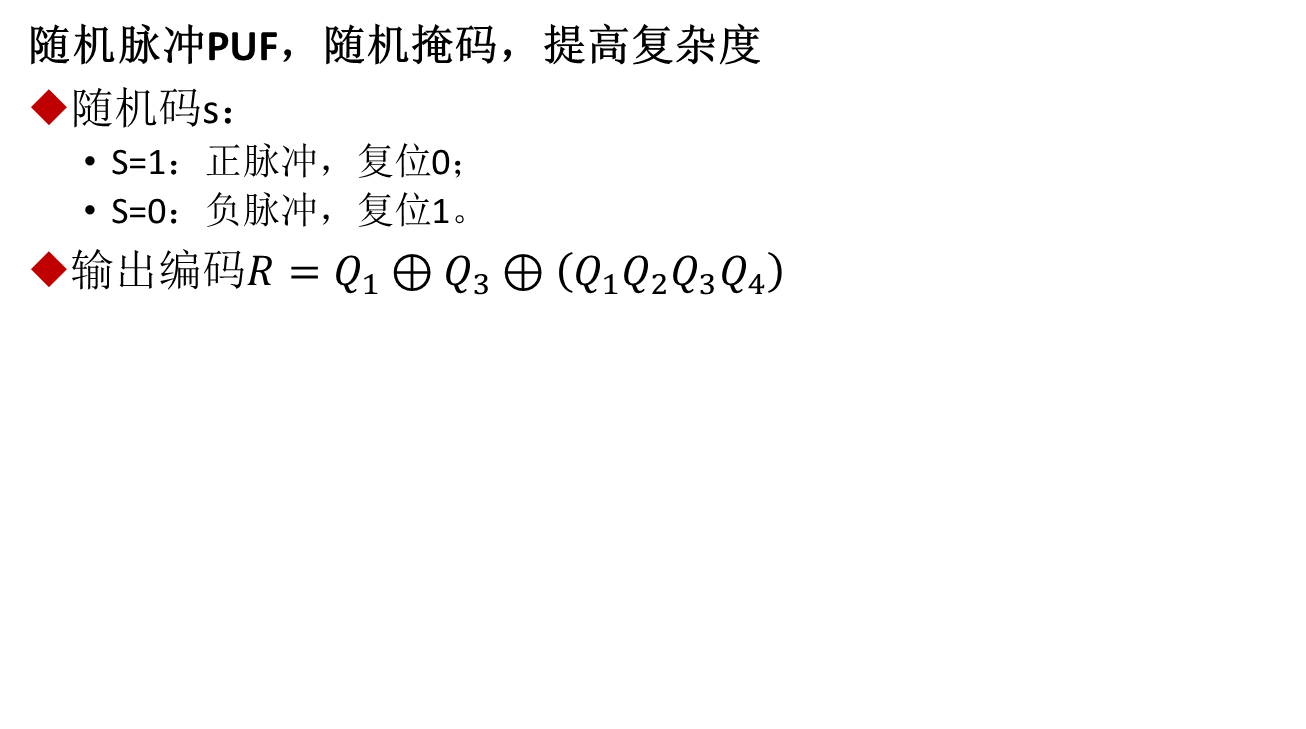 随机脉冲PUF，随机掩码，提高复杂度
◆随机码s：
• S=1：正脉冲，复位0；
• S=0：负脉冲，复位1。
◆输出编码R = Q₁ ⊕ Q₃ ⊕ (Q₁Q₂Q₃Q₄)